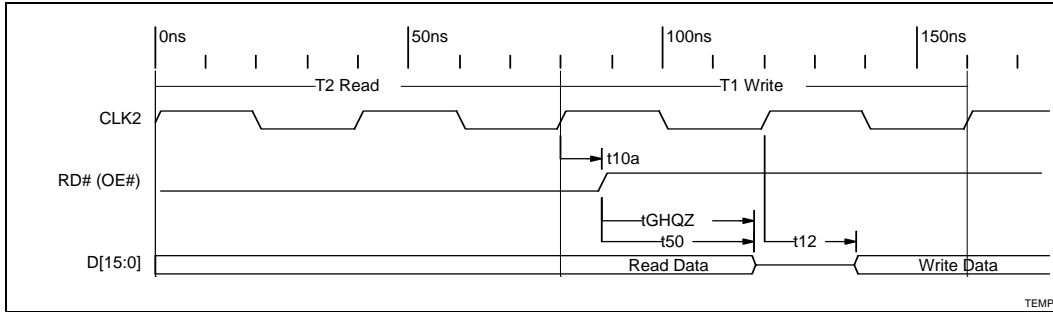 0ns 50ns 100ns 150ns
T2 Read T1 Write
CLK2
t10a
RD# (OE#)
tGHQZ
t50 t12
D[15:0] Read Data Write Data
TEMP